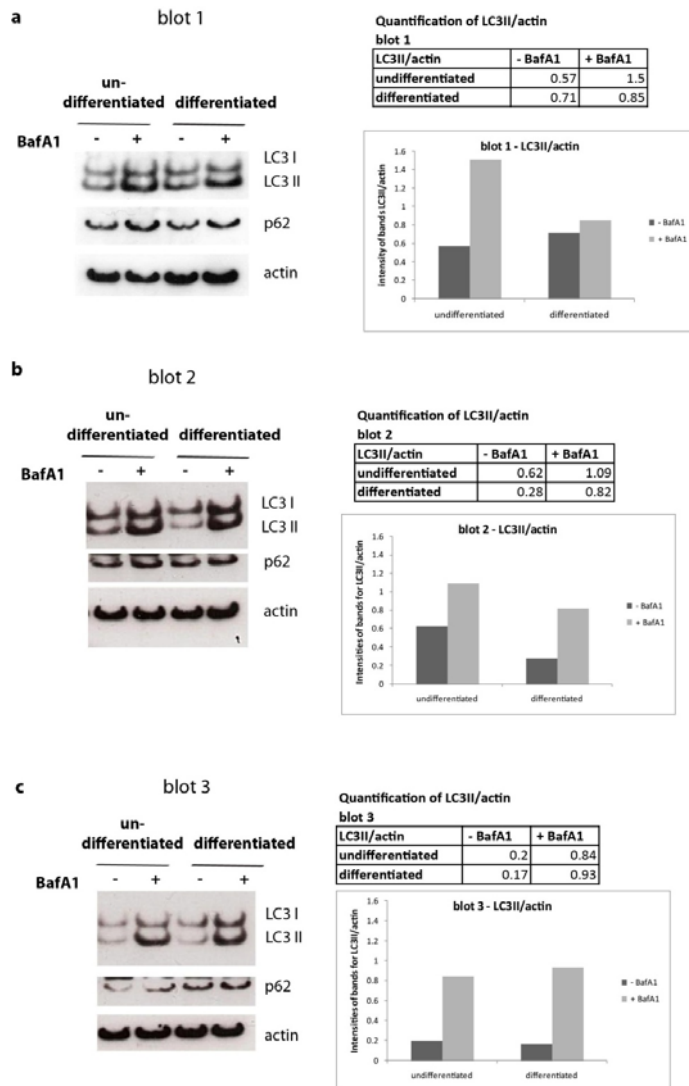 a
blot 1
un-
differentiated differentiated
BafA1 - + - +
LC3 I
LC3 II
p62
actin
Quantification of LC3II/actin
blot 1
LC3II/actin - BafA1 + BafA1
undifferentiated 0.57 1.5
differentiated 0.71 0.85
blot 1 - LC3II/actin
intensity of bands LC3II/actin
1.6
1.4
1.2
1
0.8
0.6
0.4
0.2
0
undifferentiated differentiated
- BafA1
+ BafA1
b
blot 2
un-
differentiated differentiated
BafA1 - + - +
LC3 I
LC3 II
p62
actin
Quantification of LC3II/actin
blot 2
LC3II/actin - BafA1 + BafA1
undifferentiated 0.62 1.09
differentiated 0.28 0.82
blot 2 - LC3II/actin
Intensities of bands for LC3II/actin
1.6
1.4
1.2
1
0.8
0.6
0.4
0.2
0
undifferentiated differentiated
- BafA1
+ BafA1
c
blot 3
un-
differentiated differentiated
BafA1 - + - +
LC3 I
LC3 II
p62
actin
Quantification of LC3II/actin
blot 3
LC3II/actin - BafA1 + BafA1
undifferentiated 0.2 0.84
differentiated 0.17 0.93
blot 3 - LC3II/actin
Intensities of bands for LC3II/actin
1.6
1.4
1.2
1
0.8
0.6
0.4
0.2
0
undifferentiated differentiated
- BafA1
+ BafA1